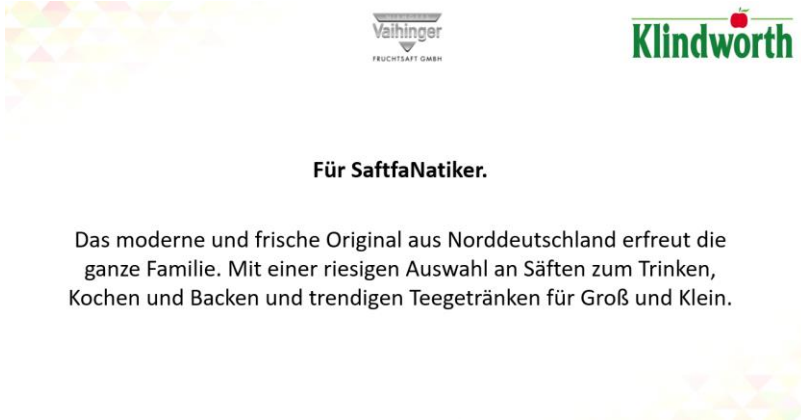 Vaihinger
FRUCHTSAFT GMBH
Klindworth
Für SaftfaNatiker.
Das moderne und frische Original aus Norddeutschland erfreut die
ganze Familie. Mit einer riesigen Auswahl an Säften zum Trinken,
Kochen und Backen und trendigen Teegetränken für Groß und Klein.